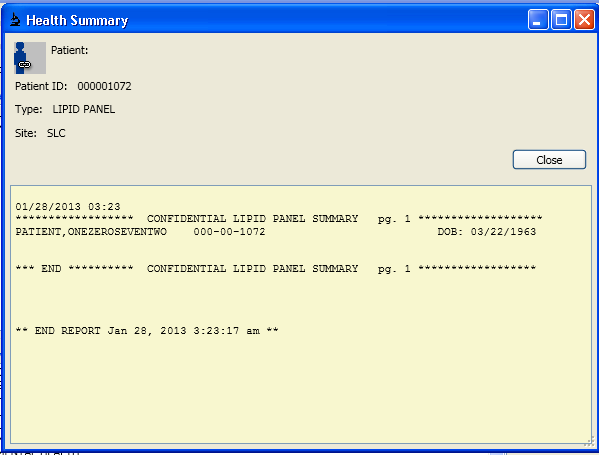 Health Summary
Patient:
Patient ID: 000001072
Type: LIPID PANEL
Site: SLC
Close
01/28/2013 03:23
****************** CONFIDENTIAL LIPID PANEL SUMMARY pg. 1 *******************
PATIENT,ONEZEROSEVENTWO 000-00-1072 DOB: 03/22/1963
*** END ********** CONFIDENTIAL LIPID PANEL SUMMARY pg. 1 ******************
** END REPORT Jan 28, 2013 3:23:17 am **